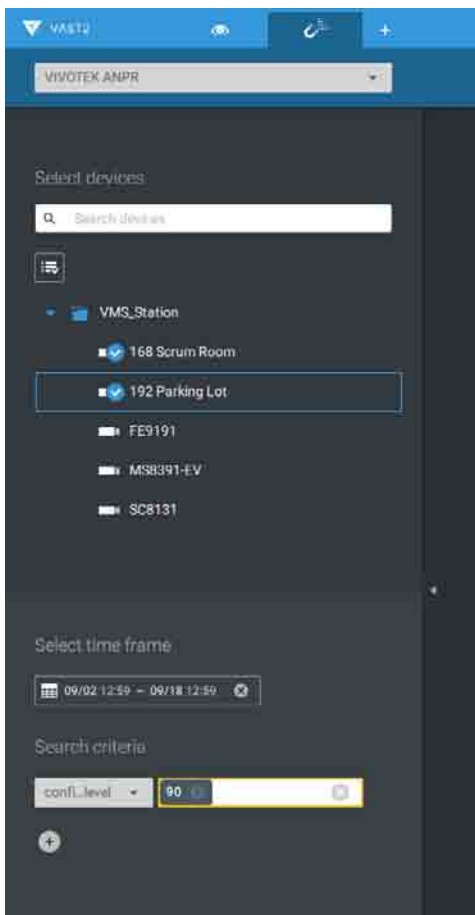 VAST2
+
VIVOTEK ANPR
Select devices
Search devices
VMS_Station
168 Scrum Room
192 Parking Lot
FE9191
MS8391-EV
SC8131
Select time frame
09/02 12:59 ~ 09/18 12:59
Search criteria
confi...level 90